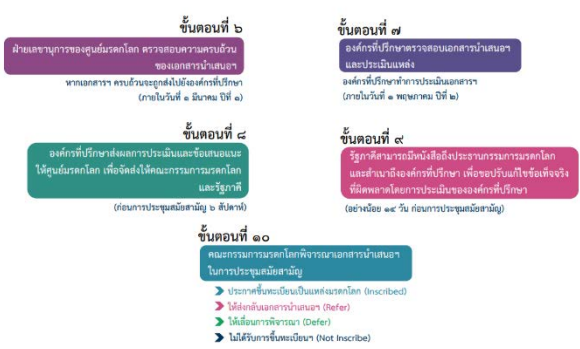 ขั้นตอนที่ ๖
ฝ่ายเลขานุการของศูนย์มรดกโลก ตรวจสอบความครบถ้วน
ของเอกสารนำเสนอฯ
หากเอกสารฯ ครบถ้วนจะถูกส่งไปยังองค์กรที่ปรึกษา
(ภายในวันที่ ๑ มีนาคม ปีที่ ๑)
ขั้นตอนที่ ๗
องค์กรที่ปรึกษาตรวจสอบเอกสารนำเสนอฯ
และประเมินแหล่ง
องค์กรที่ปรึกษาทำการประเมินเอกสารฯ
(ภายในวันที่ ๑ พฤษภาคม ปีที่ ๒)
ขั้นตอนที่ ๘
องค์กรที่ปรึกษาส่งผลการประเมินและข้อเสนอแนะ
ให้ศูนย์มรดกโลก เพื่อจัดส่งให้คณะกรรมการมรดกโลก
และรัฐภาคี
(ก่อนการประชุมสมัยสามัญ ๖ สัปดาห์)
ขั้นตอนที่ ๙
รัฐภาคีสามารถมีหนังสือถึงประธานกรรมการมรดกโลก
และสำเนาถึงองค์กรที่ปรึกษา เพื่อขอปรับแก้ไขข้อเท็จจริง
ที่ผิดพลาดโดยการประเมินขององค์กรที่ปรึกษา
(อย่างน้อย ๑๔ วัน ก่อนการประชุมสมัยสามัญ)
ขั้นตอนที่ ๑๐
คณะกรรมการมรดกโลกพิจารณาเอกสารนำเสนอฯ
ในการประชุมสมัยสามัญ
ประกาศขึ้นทะเบียนเป็นแหล่งมรดกโลก (Inscribed)
ให้ส่งกลับเอกสารนำเสนอฯ (Refer)
ให้เลื่อนการพิจารณา (Defer)
ไม่ได้รับการขึ้นทะเบียนฯ (Not Inscribe)